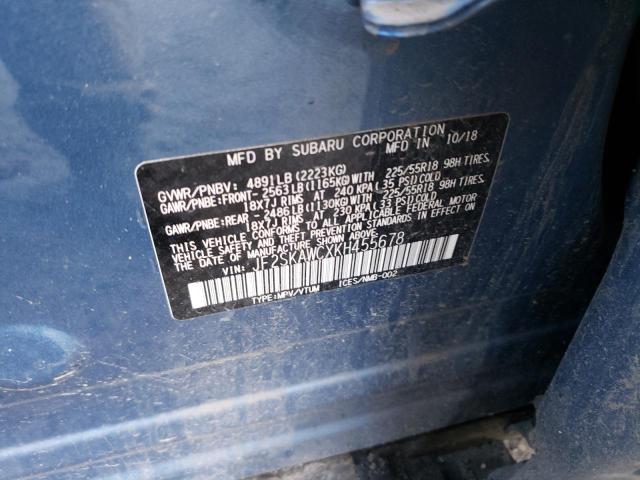 MFD BY SUBARU CORPORATION
MFD IN 10/18
GVWR/PNBV: 4891LB(2223KG)
GAWR/PNBE:FRONT- 2563LB(1165KG)WITH 225/55R18 98H TIRES,
18X7J RIMS AT 240 KPA(35 PSI)COLD
GAWR/PNBE:REAR - 2486LB(1130KG)WITH 225/55R18 98H TIRES,
18X7J RIMS AT 230 KPA(33 PSI)COLD
THIS VEHICLE CONFORMS TO ALL APPLICABLE FEDERAL MOTOR
VEHICLE SAFETY AND THEFT PREVENTION STANDARDS IN EFFECT ON THE
DATE OF MANUFACTURE SHOWN ABOVE.
VIN: JF2SKAWCXKH455678
TYPE:MPV/VTUM ICES/NMB-002